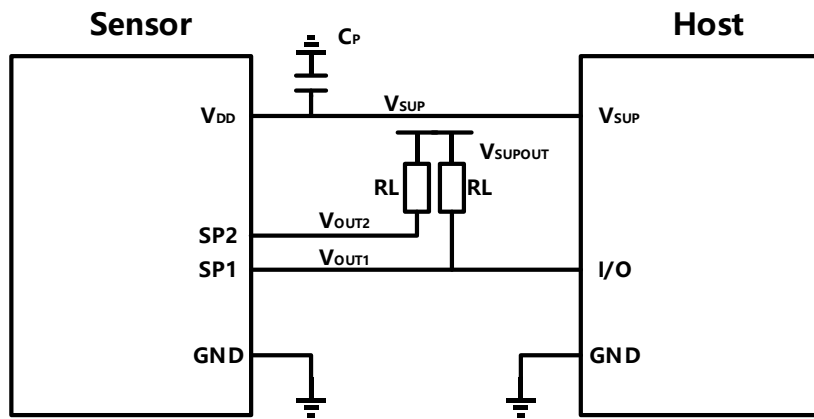 Sensor
Host
CP
VDD
VSUP
VSUP
VSUPOUT
RL
RL
SP2
VOUT2
SP1
VOUT1
I/O
GND
GND